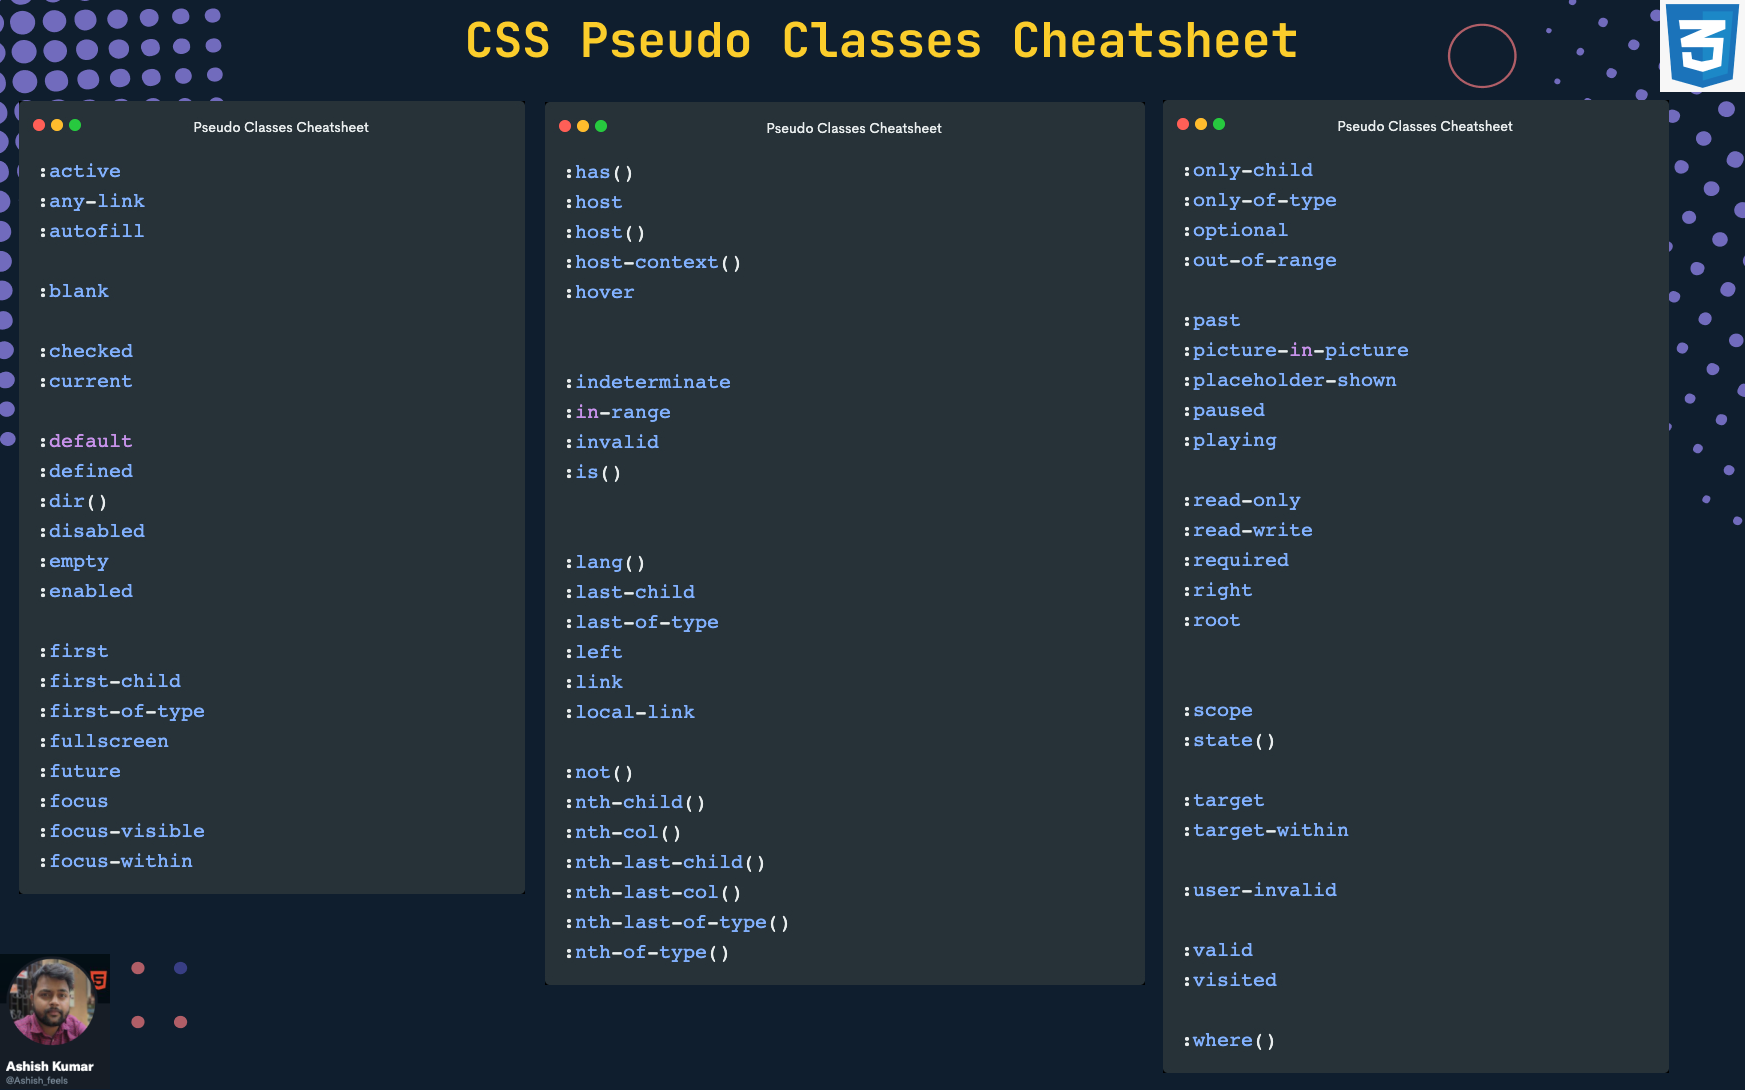 CSS Pseudo Classes Cheatsheet
Pseudo Classes Cheatsheet
:active
:any-link
:autofill
:blank
:checked
:current
:default
:defined
:dir()
:disabled
:empty
:enabled
:first
:first-child
:first-of-type
:fullscreen
:future
:focus
:focus-visible
:focus-within
Pseudo Classes Cheatsheet
:has()
:host
:host()
:host-context()
:hover
:indeterminate
:in-range
:invalid
:is()
:lang()
:last-child
:last-of-type
:left
:link
:local-link
:not()
:nth-child()
:nth-col()
:nth-last-child()
:nth-last-col()
:nth-last-of-type()
:nth-of-type()
Pseudo Classes Cheatsheet
:only-child
:only-of-type
:optional
:out-of-range
:past
:picture-in-picture
:placeholder-shown
:paused
:playing
:read-only
:read-write
:required
:right
:root
:scope
:state()
:target
:target-within
:user-invalid
:valid
:visited
:where()
3
5
Ashish Kumar
@Ashish_feels